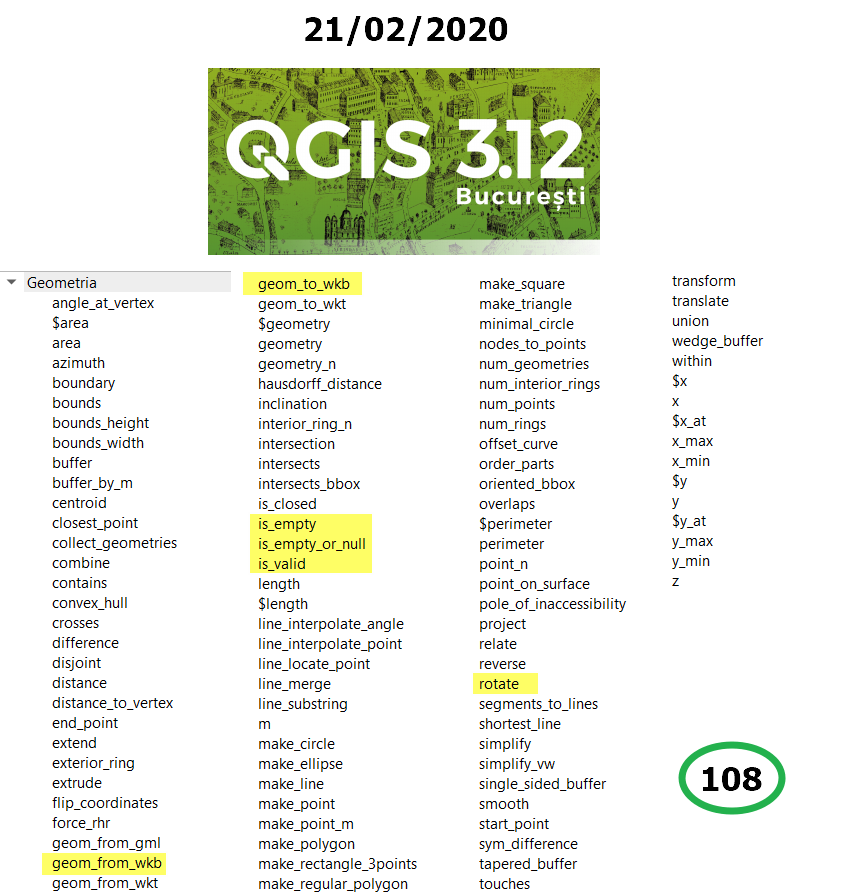 21/02/2020
QGIS 3.12
București
Geometria
angle_at_vertex
$area
area
azimuth
boundary
bounds
bounds_height
bounds_width
buffer
buffer_by_m
centroid
closest_point
collect_geometries
combine
contains
convex_hull
crosses
difference
disjoint
distance
distance_to_vertex
end_point
extend
exterior_ring
extrude
flip_coordinates
force_rhr
geom_from_gml
geom_from_wkb
geom_from_wkt
geom_to_wkb
geom_to_wkt
$geometry
geometry
geometry_n
hausdorff_distance
inclination
interior_ring_n
intersection
intersects
intersects_bbox
is_closed
is_empty
is_empty_or_null
is_valid
length
$length
line_interpolate_angle
line_interpolate_point
line_locate_point
line_merge
line_substring
m
make_circle
make_ellipse
make_line
make_point
make_point_m
make_polygon
make_rectangle_3points
make_regular_polygon
make_square
make_triangle
minimal_circle
nodes_to_points
num_geometries
num_interior_rings
num_points
num_rings
offset_curve
order_parts
oriented_bbox
overlaps
$perimeter
perimeter
point_n
point_on_surface
pole_of_inaccessibility
project
relate
reverse
rotate
segments_to_lines
shortest_line
simplify
simplify_vw
single_sided_buffer
smooth
start_point
sym_difference
tapered_buffer
touches
transform
translate
union
wedge_buffer
within
$x
x
$x_at
x_max
x_min
$y
y
$y_at
y_max
y_min
z
108